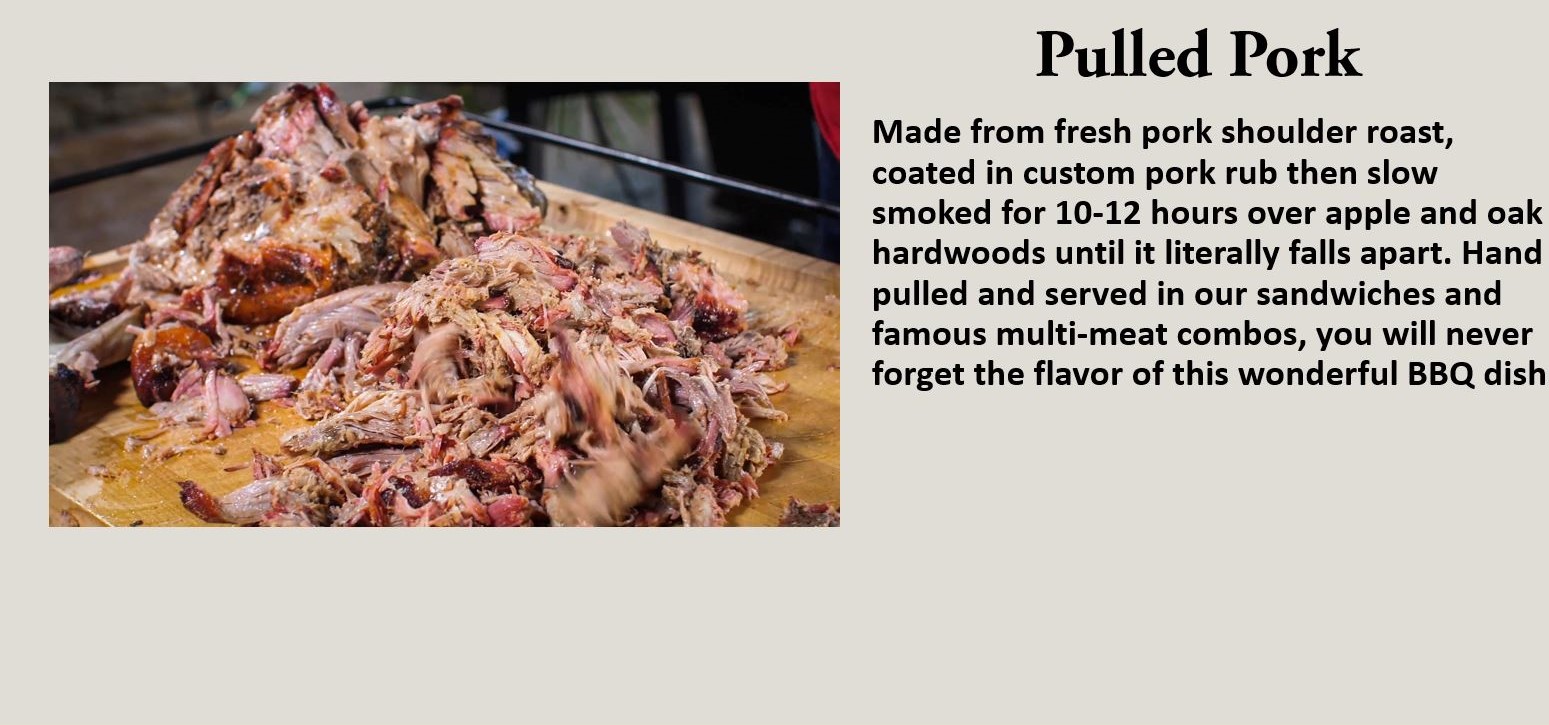 Pulled Pork
Made from fresh pork shoulder roast,
coated in custom pork rub then slow
smoked for 10-12 hours over apple and oak
hardwoods until it literally falls apart. Hand
pulled and served in our sandwiches and
famous multi-meat combos, you will never
forget the flavor of this wonderful BBQ dish